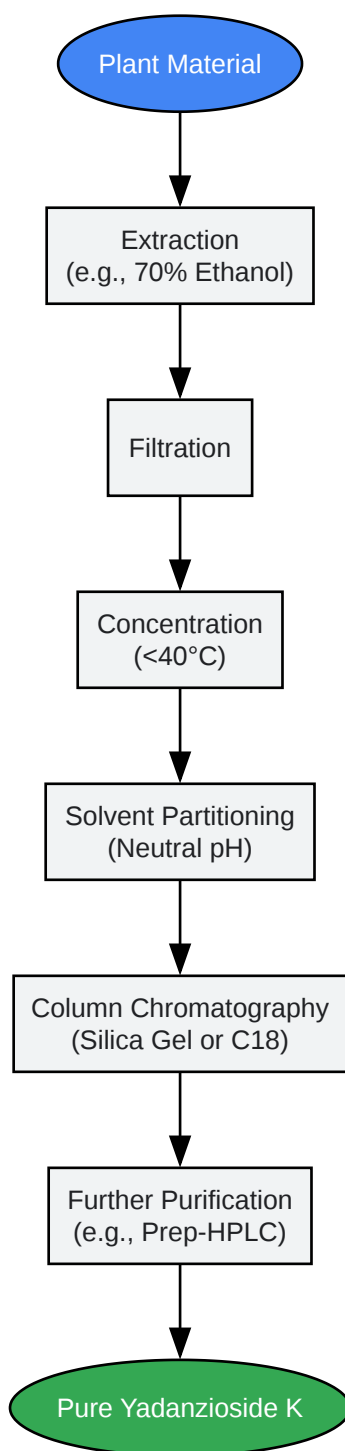 Plant Material
Extraction
(e.g., 70% Ethanol)
Filtration
Concentration
(<40°C)
Solvent Partitioning
(Neutral pH)
Column Chromatography
(Silica Gel or C18)
Further Purification
(e.g., Prep-HPLC)
Pure Yadanzioside K